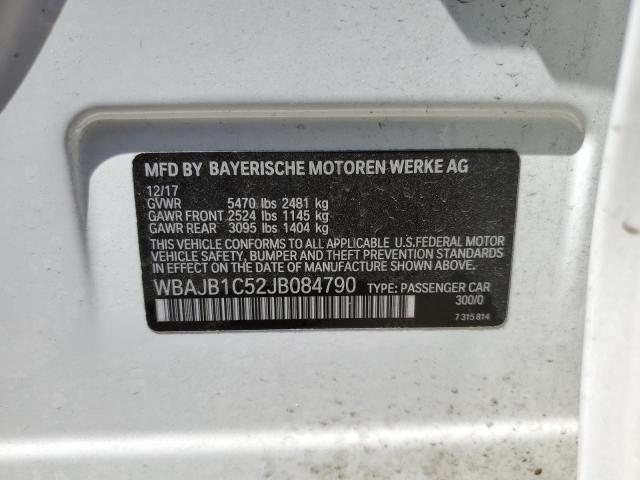 MFD BY BAYERISCHE MOTOREN WERKE AG
12/17
GVWR 5470 lbs 2481 kg
GAWR FRONT 2524 lbs 1145 kg
GAWR REAR 3095 lbs 1404 kg
THIS VEHICLE CONFORMS TO ALL APPLICABLE U.S.FEDERAL MOTOR
VEHICLE SAFETY, BUMPER AND THEFT PREVENTION STANDARDS
IN EFFECT ON THE DATE OF MANUFACTURE SHOWN ABOVE.
WBAJB1C52JB084790 TYPE: PASSENGER CAR
300/0
7 315 814